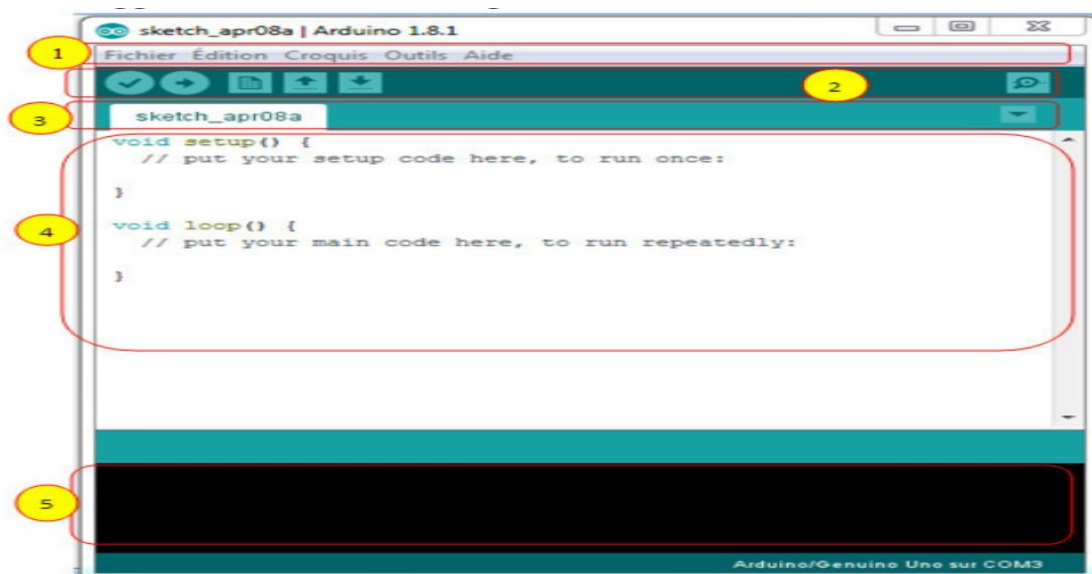 sketch_apr08a | Arduino 1.8.1
1
Fichier Édition Croquis Outils Aide
2
3
sketch_apr08a
void setup() {
// put your setup code here, to run once:
}
4
void loop() {
// put your main code here, to run repeatedly:
}
5
Arduino/Genuino Uno sur COM3